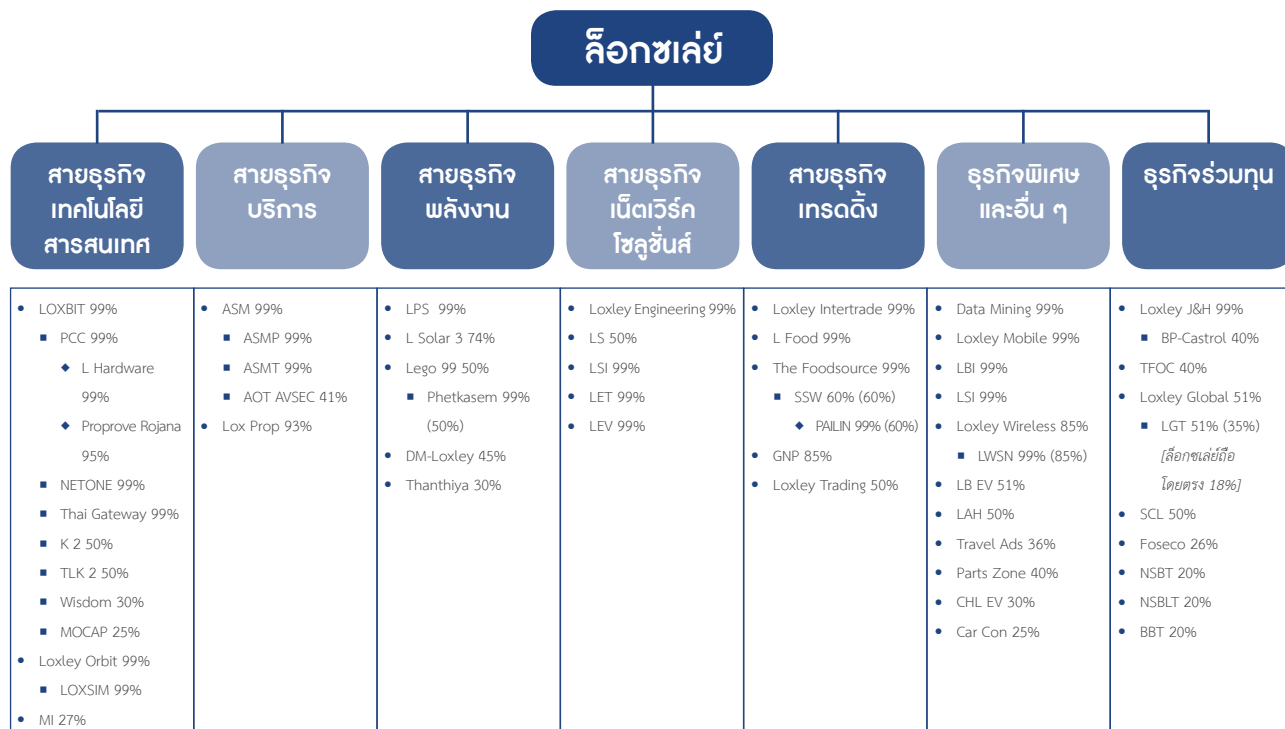 ล็อกซเล่ย์
สายธุรกิจ
เทคโนโลยี
สารสนเทศ
สายธุรกิจ
บริการ
สายธุรกิจ
พลังงาน
สายธุรกิจ
เน็ตเวิร์ค
โซลูชั่นส์
สายธุรกิจ
เทรดดิ้ง
ธุรกิจพิเศษ
และอื่น ๆ
ธุรกิจร่วมทุน
LOXBIT 99%
PCC 99%
L Hardware
99%
Proprove Rojana
95%
NETONE 99%
Thai Gateway 99%
K 2 50%
TLK 2 50%
Wisdom 30%
MOCAP 25%
Loxley Orbit 99%
LOXSIM 99%
MI 27%
ASM 99%
ASMP 99%
ASMT 99%
AOT AVSEC 41%
Lox Prop 93%
LPS 99%
L Solar 3 74%
Lego 99 50%
Phetkasem 99%
(50%)
DM-Loxley 45%
Thanthiya 30%
Loxley Engineering 99%
LS 50%
LSI 99%
LET 99%
LEV 99%
Loxley Intertrade 99%
L Food 99%
The Foodsource 99%
SSW 60% (60%)
PAILIN 99% (60%)
GNP 85%
Loxley Trading 50%
Data Mining 99%
Loxley Mobile 99%
LBI 99%
LSI 99%
Loxley Wireless 85%
LWSN 99% (85%)
LB EV 51%
LAH 50%
Travel Ads 36%
Parts Zone 40%
CHL EV 30%
Car Con 25%
Loxley J&H 99%
BP-Castrol 40%
TFOC 40%
Loxley Global 51%
LGT 51% (35%)
[ล็อกซเล่ย์ถือ
โดยตรง 18%]
SCL 50%
Foseco 26%
NSBT 20%
NSBLT 20%
BBT 20%